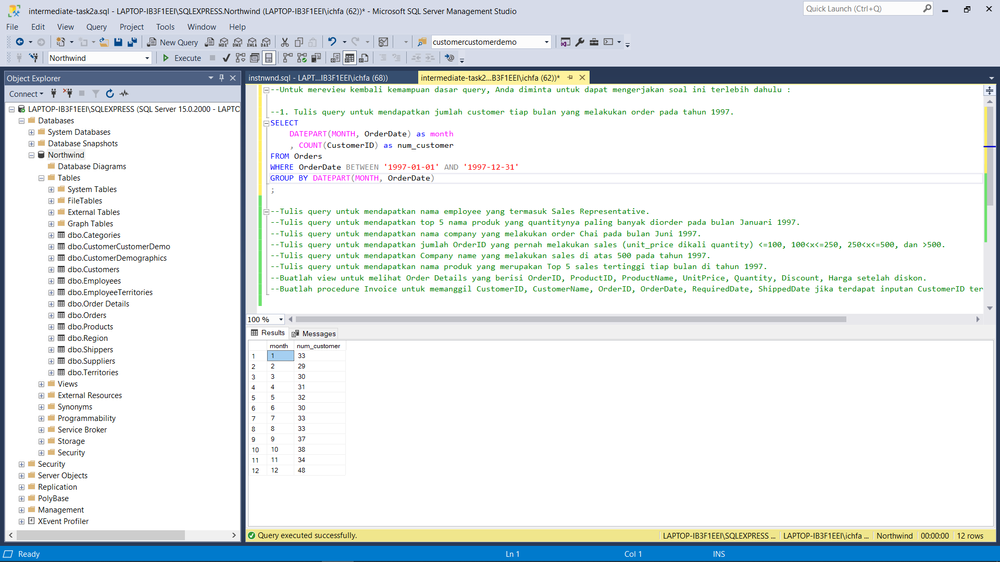 intermediate-task2a.sql - LAPTOP-IB3F1EEI\SQLEXPRESS.Northwind (LAPTOP-IB3F1EEI\ichfa (62))* - Microsoft SQL Server Management Studio
Quick Launch (Ctrl+Q)
File Edit View Query Project Tools Window Help
New Query MDX DMX XMLA DAX customercustomerdemo
Northwind Execute
Object Explorer
Connect
LAPTOP-IB3F1EEI\SQLEXPRESS (SQL Server 15.0.2000 - LAPTO
Databases
System Databases
Database Snapshots
Northwind
Database Diagrams
Tables
System Tables
FileTables
External Tables
Graph Tables
dbo.Categories
dbo.CustomerCustomerDemo
dbo.CustomerDemographics
dbo.Customers
dbo.Employees
dbo.EmployeeTerritories
dbo.Order Details
dbo.Orders
dbo.Products
dbo.Region
dbo.Shippers
dbo.Suppliers
dbo.Territories
Views
External Resources
Synonyms
Programmability
Service Broker
Storage
Security
Security
Server Objects
Replication
PolyBase
Management
XEvent Profiler
instnwnd.sql - LAPT...IB3F1EEI\ichfa (68)) intermediate-task2...B3F1EEI\ichfa (62))*
--Untuk mereview kembali kemampuan dasar query, Anda diminta untuk dapat mengerjakan soal ini terlebih dahulu :
--1. Tulis query untuk mendapatkan jumlah customer tiap bulan yang melakukan order pada tahun 1997.
SELECT
DATEPART(MONTH, OrderDate) as month
, COUNT(CustomerID) as num_customer
FROM Orders
WHERE OrderDate BETWEEN '1997-01-01' AND '1997-12-31'
GROUP BY DATEPART(MONTH, OrderDate)
;
--Tulis query untuk mendapatkan nama employee yang termasuk Sales Representative.
--Tulis query untuk mendapatkan top 5 nama produk yang quantitynya paling banyak diorder pada bulan Januari 1997.
--Tulis query untuk mendapatkan nama company yang melakukan order Chai pada bulan Juni 1997.
--Tulis query untuk mendapatkan jumlah OrderID yang pernah melakukan sales (unit_price dikali quantity) <=100, 100<x<=250, 250<x<=500, dan >500.
--Tulis query untuk mendapatkan Company name yang melakukan sales di atas 500 pada tahun 1997.
--Tulis query untuk mendapatkan nama produk yang merupakan Top 5 sales tertinggi tiap bulan di tahun 1997.
--Buatlah view untuk melihat Order Details yang berisi OrderID, ProductID, ProductName, UnitPrice, Quantity, Discount, Harga setelah diskon.
--Buatlah procedure Invoice untuk memanggil CustomerID, CustomerName, OrderID, OrderDate, RequiredDate, ShippedDate jika terdapat inputan CustomerID ter
100 %
Results Messages
month num_customer
1 1 33
2 2 29
3 3 30
4 4 31
5 5 32
6 6 30
7 7 33
8 8 33
9 9 37
10 10 38
11 11 34
12 12 48
Query executed successfully. LAPTOP-IB3F1EEI\SQLEXPRESS ... LAPTOP-IB3F1EEI\ichfa ... Northwind 00:00:00 12 rows
Ready Ln 1 Col 1 INS